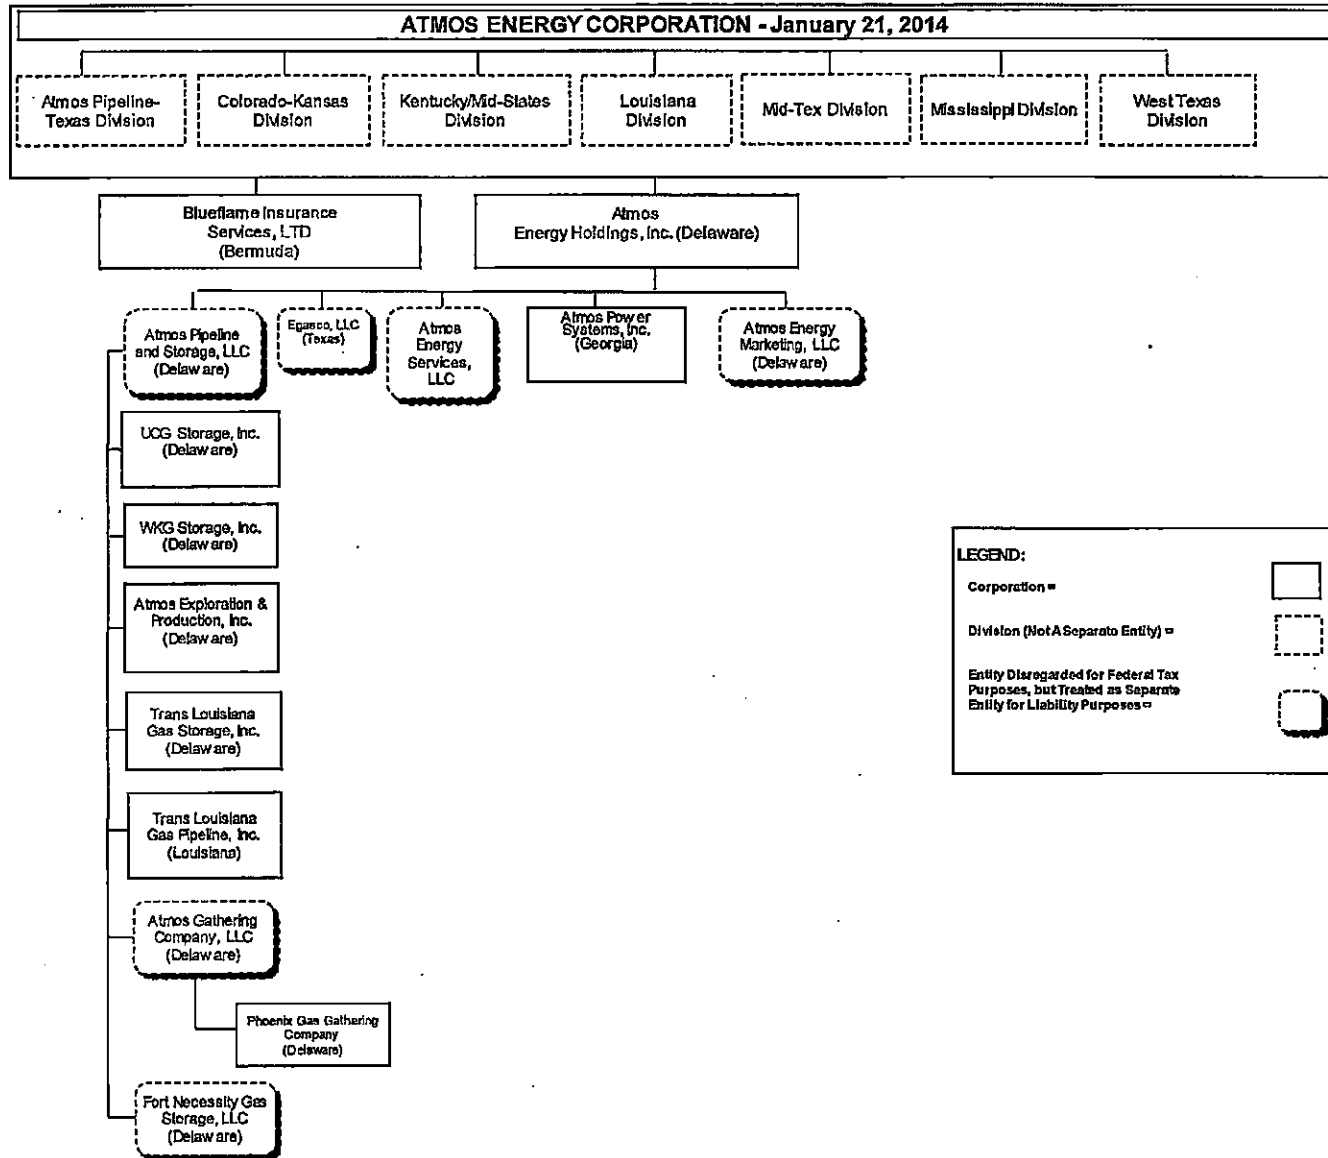 ATMOS ENERGY CORPORATION - January 21, 2014
Atmos Pipeline-
Texas Division
Colorado-Kansas
Division
Kentucky/Mid-States
Division
Louisiana
Division
Mid-Tex Division
Mississippi Division
West Texas
Division
Blueflame Insurance
Services, LTD
(Bermuda)
Atmos
Energy Holdings, Inc. (Delaware)
Atmos Pipeline
and Storage, LLC
(Delaware)
Egasco, LLC
(Texas)
Atmos
Energy
Services,
LLC
Atmos Power
Systems, Inc.
(Georgia)
Atmos Energy
Marketing, LLC
(Delaware)
UCG Storage, Inc.
(Delaware)
WKG Storage, Inc.
(Delaware)
Atmos Exploration &
Production, Inc.
(Delaware)
Trans Louisiana
Gas Storage, Inc.
(Delaware)
Trans Louisiana
Gas Pipeline, Inc.
(Louisiana)
Atmos Gathering
Company, LLC
(Delaware)
Phoenix Gas Gathering
Company
(Delaware)
Fort Necessity Gas
Storage, LLC
(Delaware)
LEGEND:
Corporation =
Division (Not A Separate Entity) =
Entity Disregarded for Federal Tax
Purposes, but Treated as Separate
Entity for Liability Purposes =